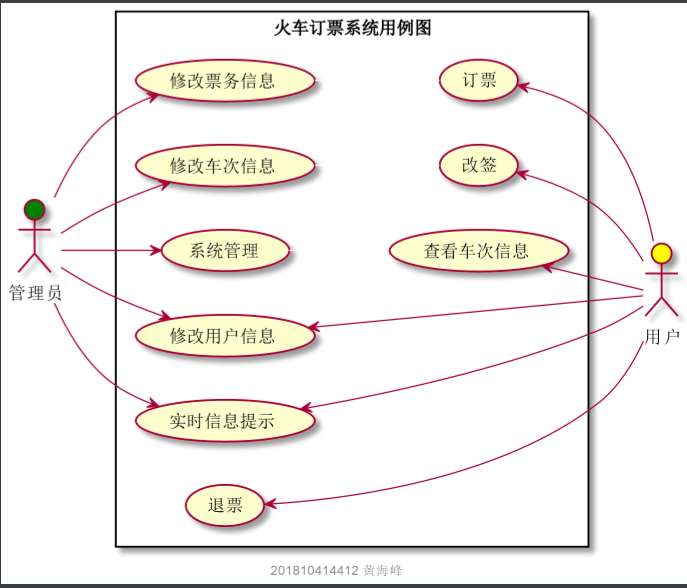 火车订票系统用例图
修改票务信息
订票
修改车次信息
改签
系统管理
查看车次信息
管理员
修改用户信息
用户
实时信息提示
退票
201810414412 黄海峰